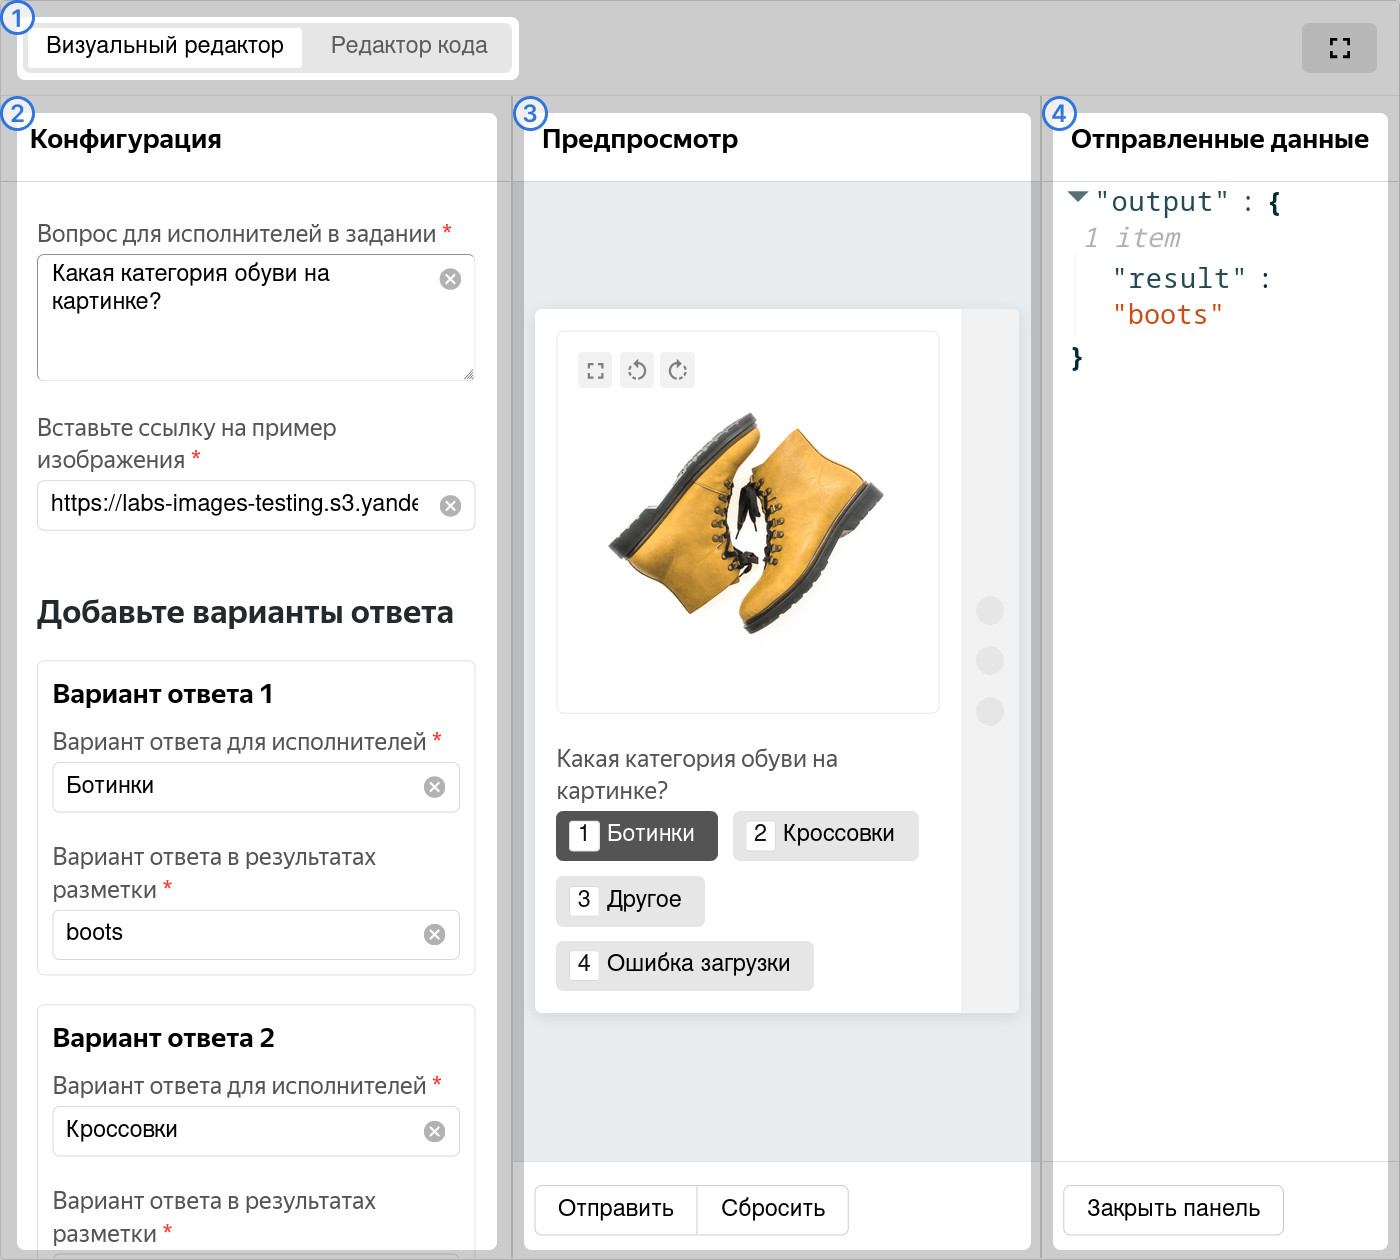 1
Визуальный редактор
Редактор кода
2
Конфигурация
Вопрос для исполнителей в задании *
Какая категория обуви на
картинке?
Вставьте ссылку на пример
изображения *
https://labs-images-testing.s3.yande
Добавьте варианты ответа
Вариант ответа 1
Вариант ответа для исполнителей *
Ботинки
Вариант ответа в результатах
разметки *
boots
Вариант ответа 2
Вариант ответа для исполнителей *
Кроссовки
Вариант ответа в результатах
разметки *
3
Предпросмотр
Какая категория обуви на
картинке?
1 Ботинки
2 Кроссовки
3 Другое
4 Ошибка загрузки
Отправить
Сбросить
4
Отправленные данные
"output" : {
1 item
"result" :
"boots"
}
Закрыть панель